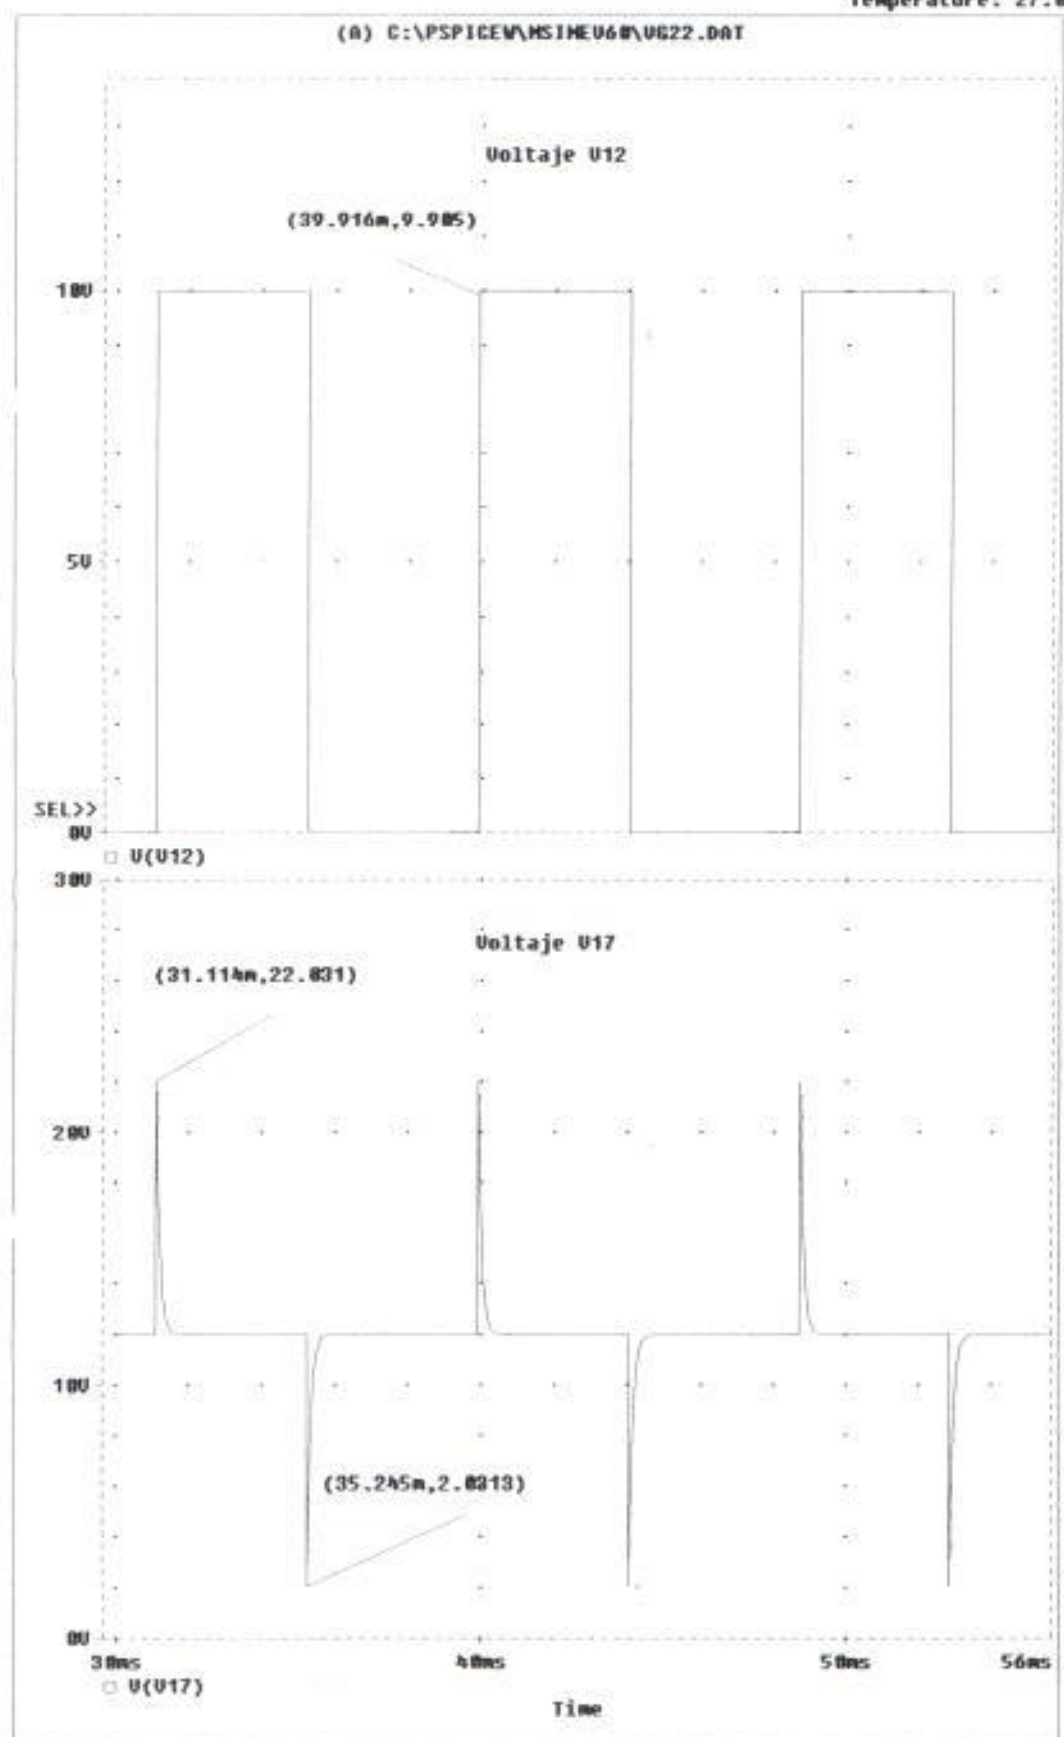 (A) C:\PSPICEW\MSIMEV60\VG22.DAT
Voltaje V12
(39.916m,9.905)
10V
5V
SEL>>
0V
V(V12)
30V
Voltaje V17
(31.114m,22.031)
20V
10V
(35.245m,2.0313)
0V
30ms 40ms 50ms 56ms
V(V17)
Time